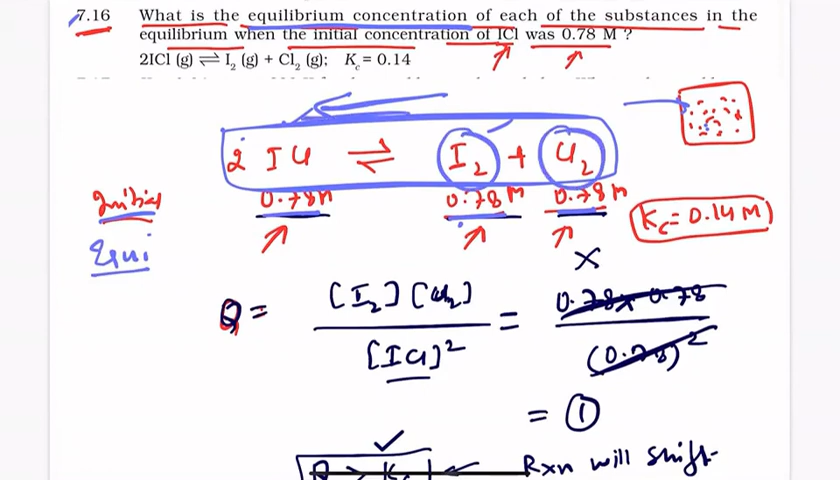 7.16 What is the equilibrium concentration of each of the substances in the
equilibrium when the initial concentration of ICl was 0.78 M ?
2ICl (g) ⇌ I₂ (g) + Cl₂ (g); K_c = 0.14
2 ICl ⇌ I₂ + Cl₂
Initial 0.78M 0.78M 0.78M
K_c = 0.14 M
Equi
Q = [I₂][Cl₂] / [ICl]² = 0.78 x 0.78 / (0.78)²
= 1
Q > K_c Rxn will shift